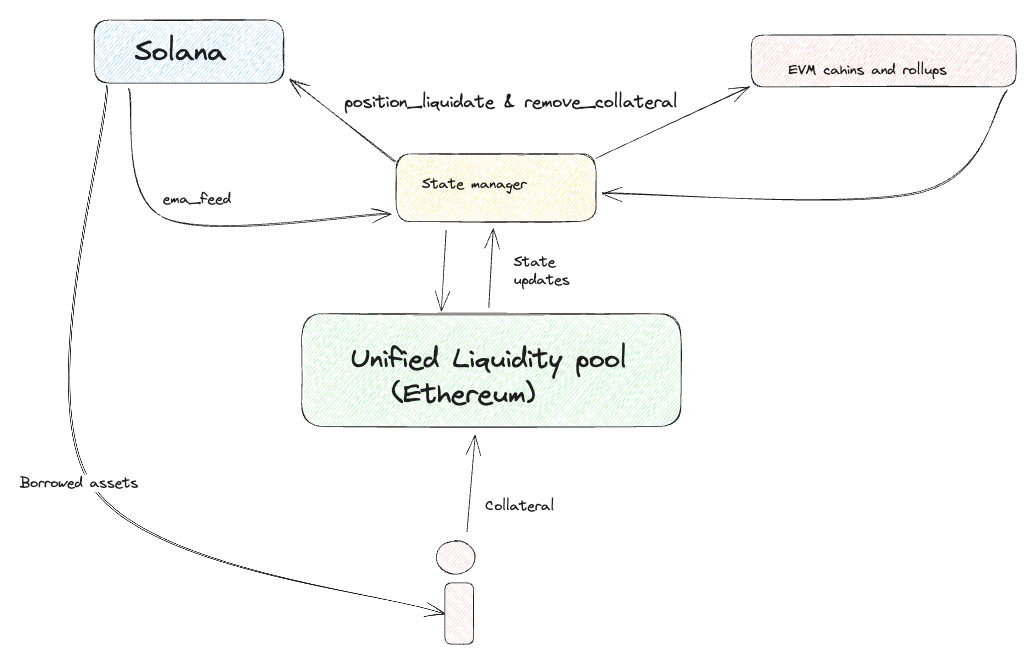 Solana
EVM cahins and rollups
position_liquidate & remove_collateral
State manager
ema_feed
State
updates
Unified Liquidity pool
(Ethereum)
Borrowed assets
Collateral